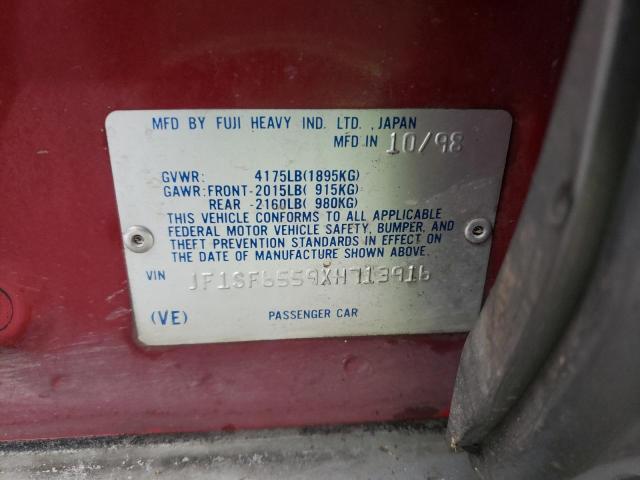 MFD BY FUJI HEAVY IND. LTD., JAPAN
MFD IN 10/98
GVWR: 4175LB(1895KG)
GAWR:FRONT-2015LB( 915KG)
REAR -2160LB( 980KG)
THIS VEHICLE CONFORMS TO ALL APPLICABLE
FEDERAL MOTOR VEHICLE SAFETY, BUMPER, AND
THEFT PREVENTION STANDARDS IN EFFECT ON
THE DATE OF MANUFACTURE SHOWN ABOVE.
VIN JF1SF6559XH713916
(VE) PASSENGER CAR